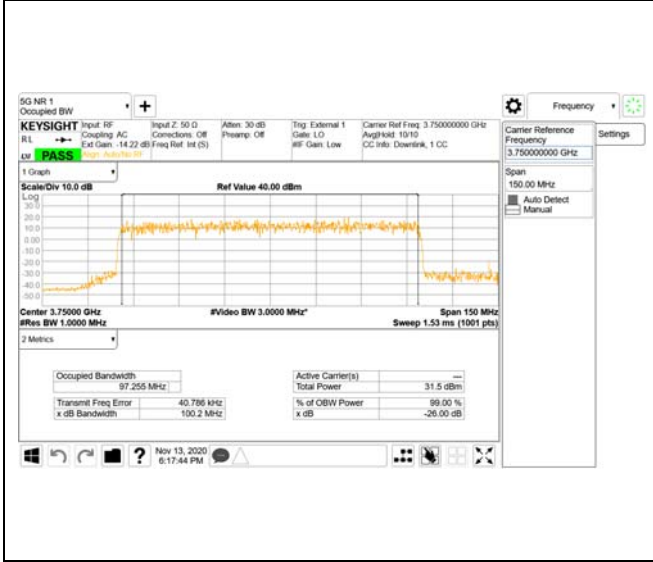 5G NR 1
Occupied BW
+
Frequency
KEYSIGHT
R L
PASS
Input: RF
Coupling: AC
Ext Gain: -14.22 dB
Align: Auto/No RF
Input Z: 50 Ω
Corrections: Off
Freq Ref: Int (S)
Atten: 30 dB
Preamp: Off
Trig: External 1
Gate: LO
#IF Gain: Low
Carrier Ref Freq: 3.750000000 GHz
Avg|Hold: 10/10
CC Info: Downlink, 1 CC
Carrier Reference
Frequency
3.750000000 GHz
Settings
Span
150.00 MHz
Auto Detect
Manual
1 Graph
Scale/Div 10.0 dB
Ref Value 40.00 dBm
Log
30.0
20.0
10.0
0.00
-10.0
-20.0
-30.0
-40.0
-50.0
Center 3.75000 GHz
#Video BW 3.0000 MHz*
Span 150 MHz
#Res BW 1.0000 MHz
Sweep 1.53 ms (1001 pts)
2 Metrics
Occupied Bandwidth
97.255 MHz
Active Carrier(s) ---
Total Power 31.5 dBm
Transmit Freq Error 40.786 kHz
% of OBW Power 99.00 %
x dB Bandwidth 100.2 MHz
x dB -26.00 dB
?
Nov 13, 2020
6:17:44 PM